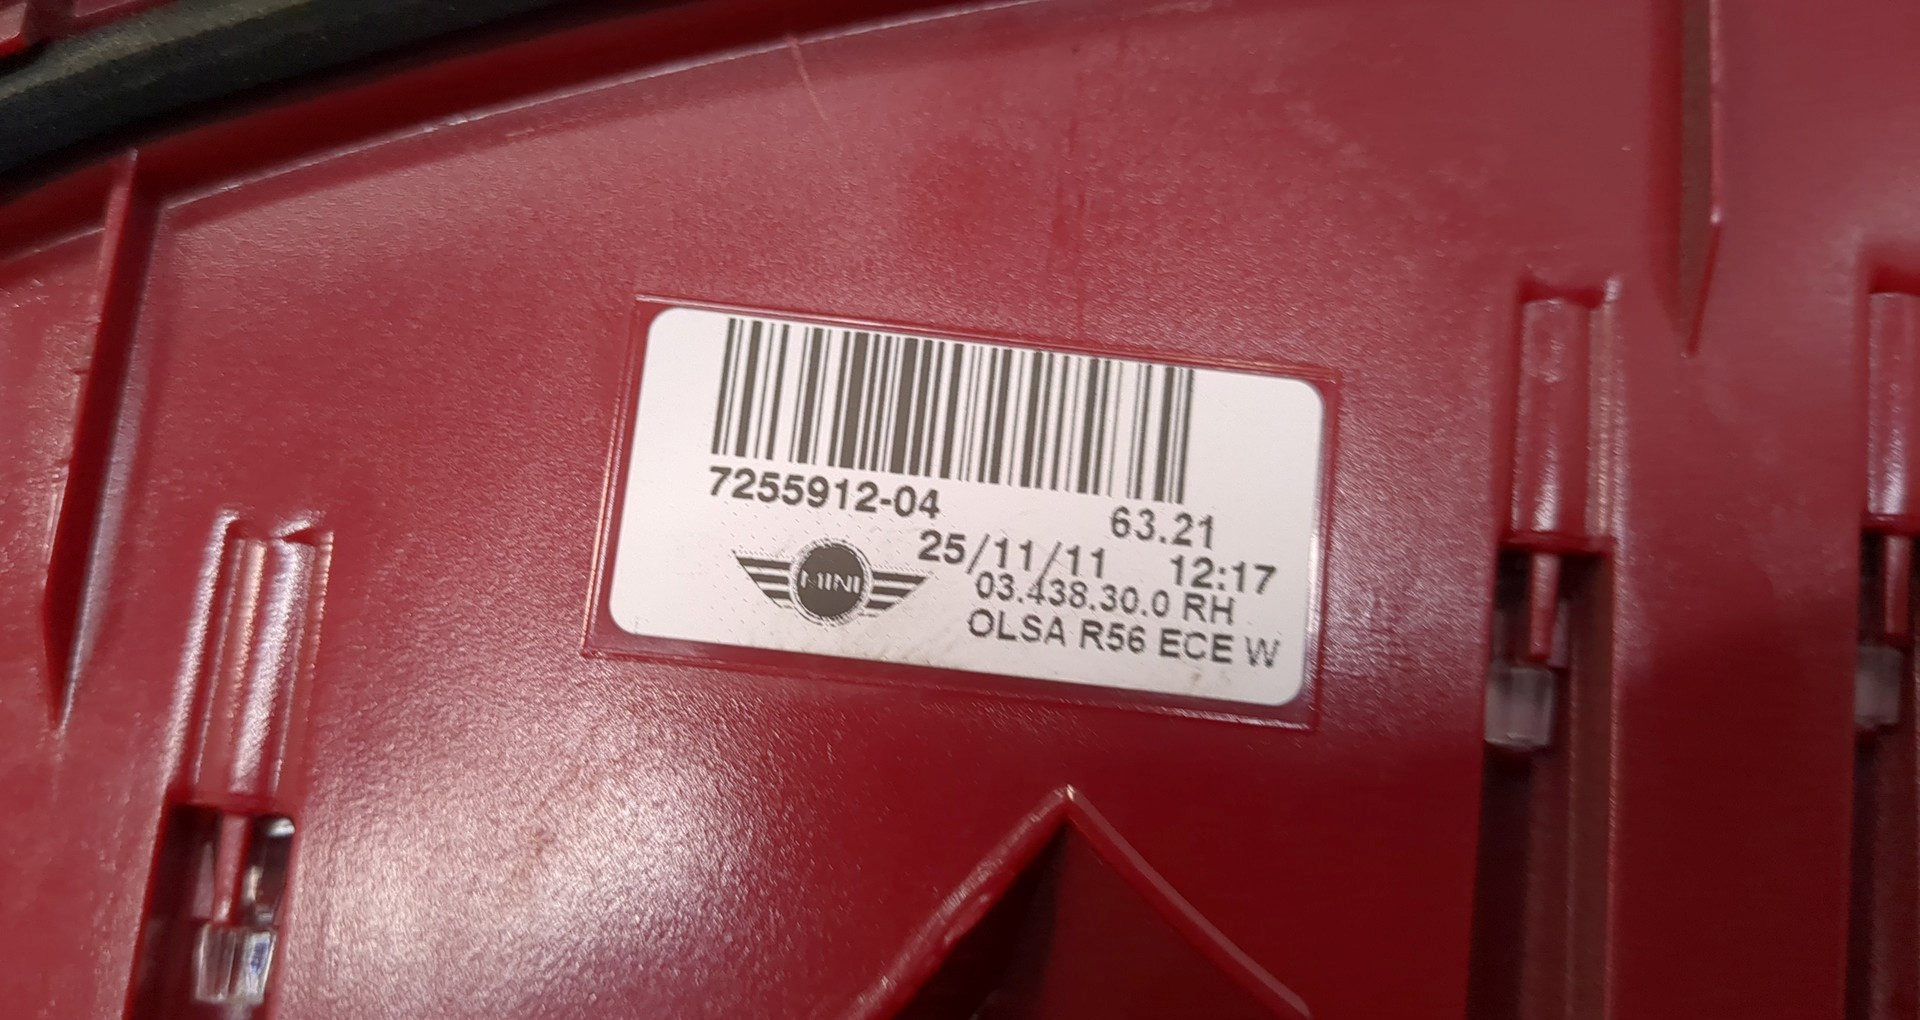 7255912-04
63.21
25/11/11 12:17
MINI
03.438.30.0 RH
OLSA R56 ECE W